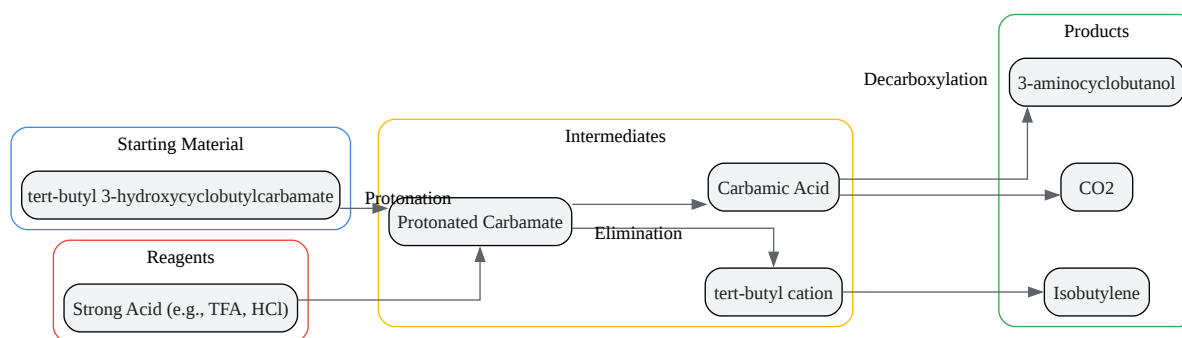 Products
Decarboxylation
3-aminocyclobutanol
Starting Material
Intermediates
tert-butyl 3-hydroxycyclobutylcarbamate
Protonation
Carbamic Acid
CO2
Protonated Carbamate
Elimination
Reagents
Strong Acid (e.g., TFA, HCl)
tert-butyl cation
Isobutylene